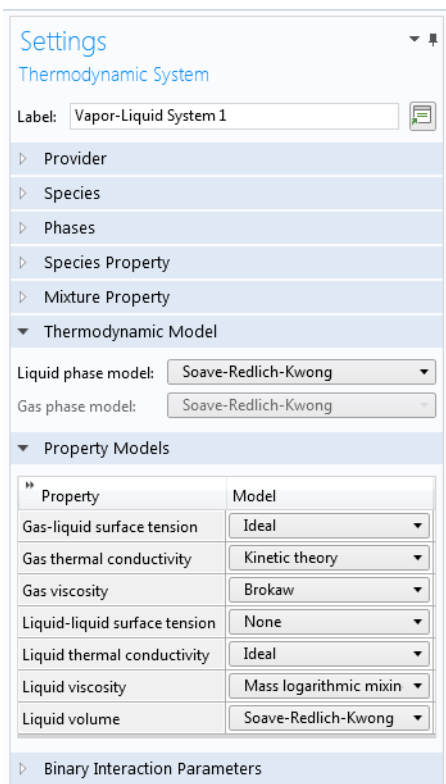 Settings
Thermodynamic System
Label: Vapor-Liquid System 1
Provider
Species
Phases
Species Property
Mixture Property
Thermodynamic Model
Liquid phase model: Soave-Redlich-Kwong
Gas phase model: Soave-Redlich-Kwong
Property Models
Property Model
Gas-liquid surface tension Ideal
Gas thermal conductivity Kinetic theory
Gas viscosity Brokaw
Liquid-liquid surface tension None
Liquid thermal conductivity Ideal
Liquid viscosity Mass logarithmic mixin
Liquid volume Soave-Redlich-Kwong
Binary Interaction Parameters